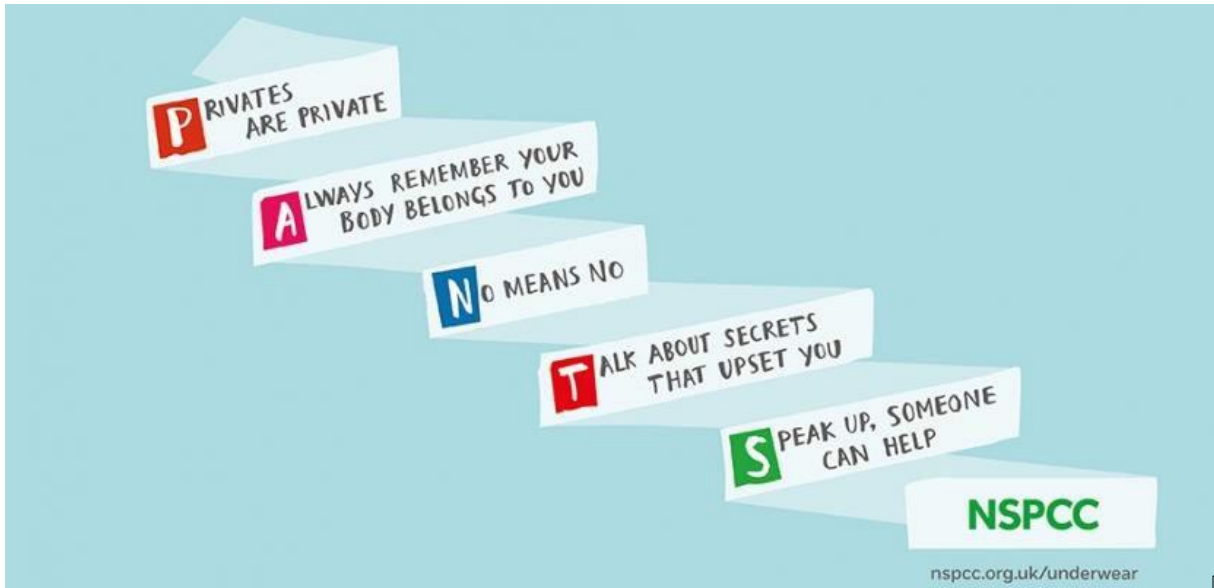 PRIVATES
ARE PRIVATE
ALWAYS REMEMBER YOUR
BODY BELONGS TO YOU
NO MEANS NO
TALK ABOUT SECRETS
THAT UPSET YOU
SPEAK UP, SOMEONE
CAN HELP
NSPCC
nspcc.org.uk/underwear